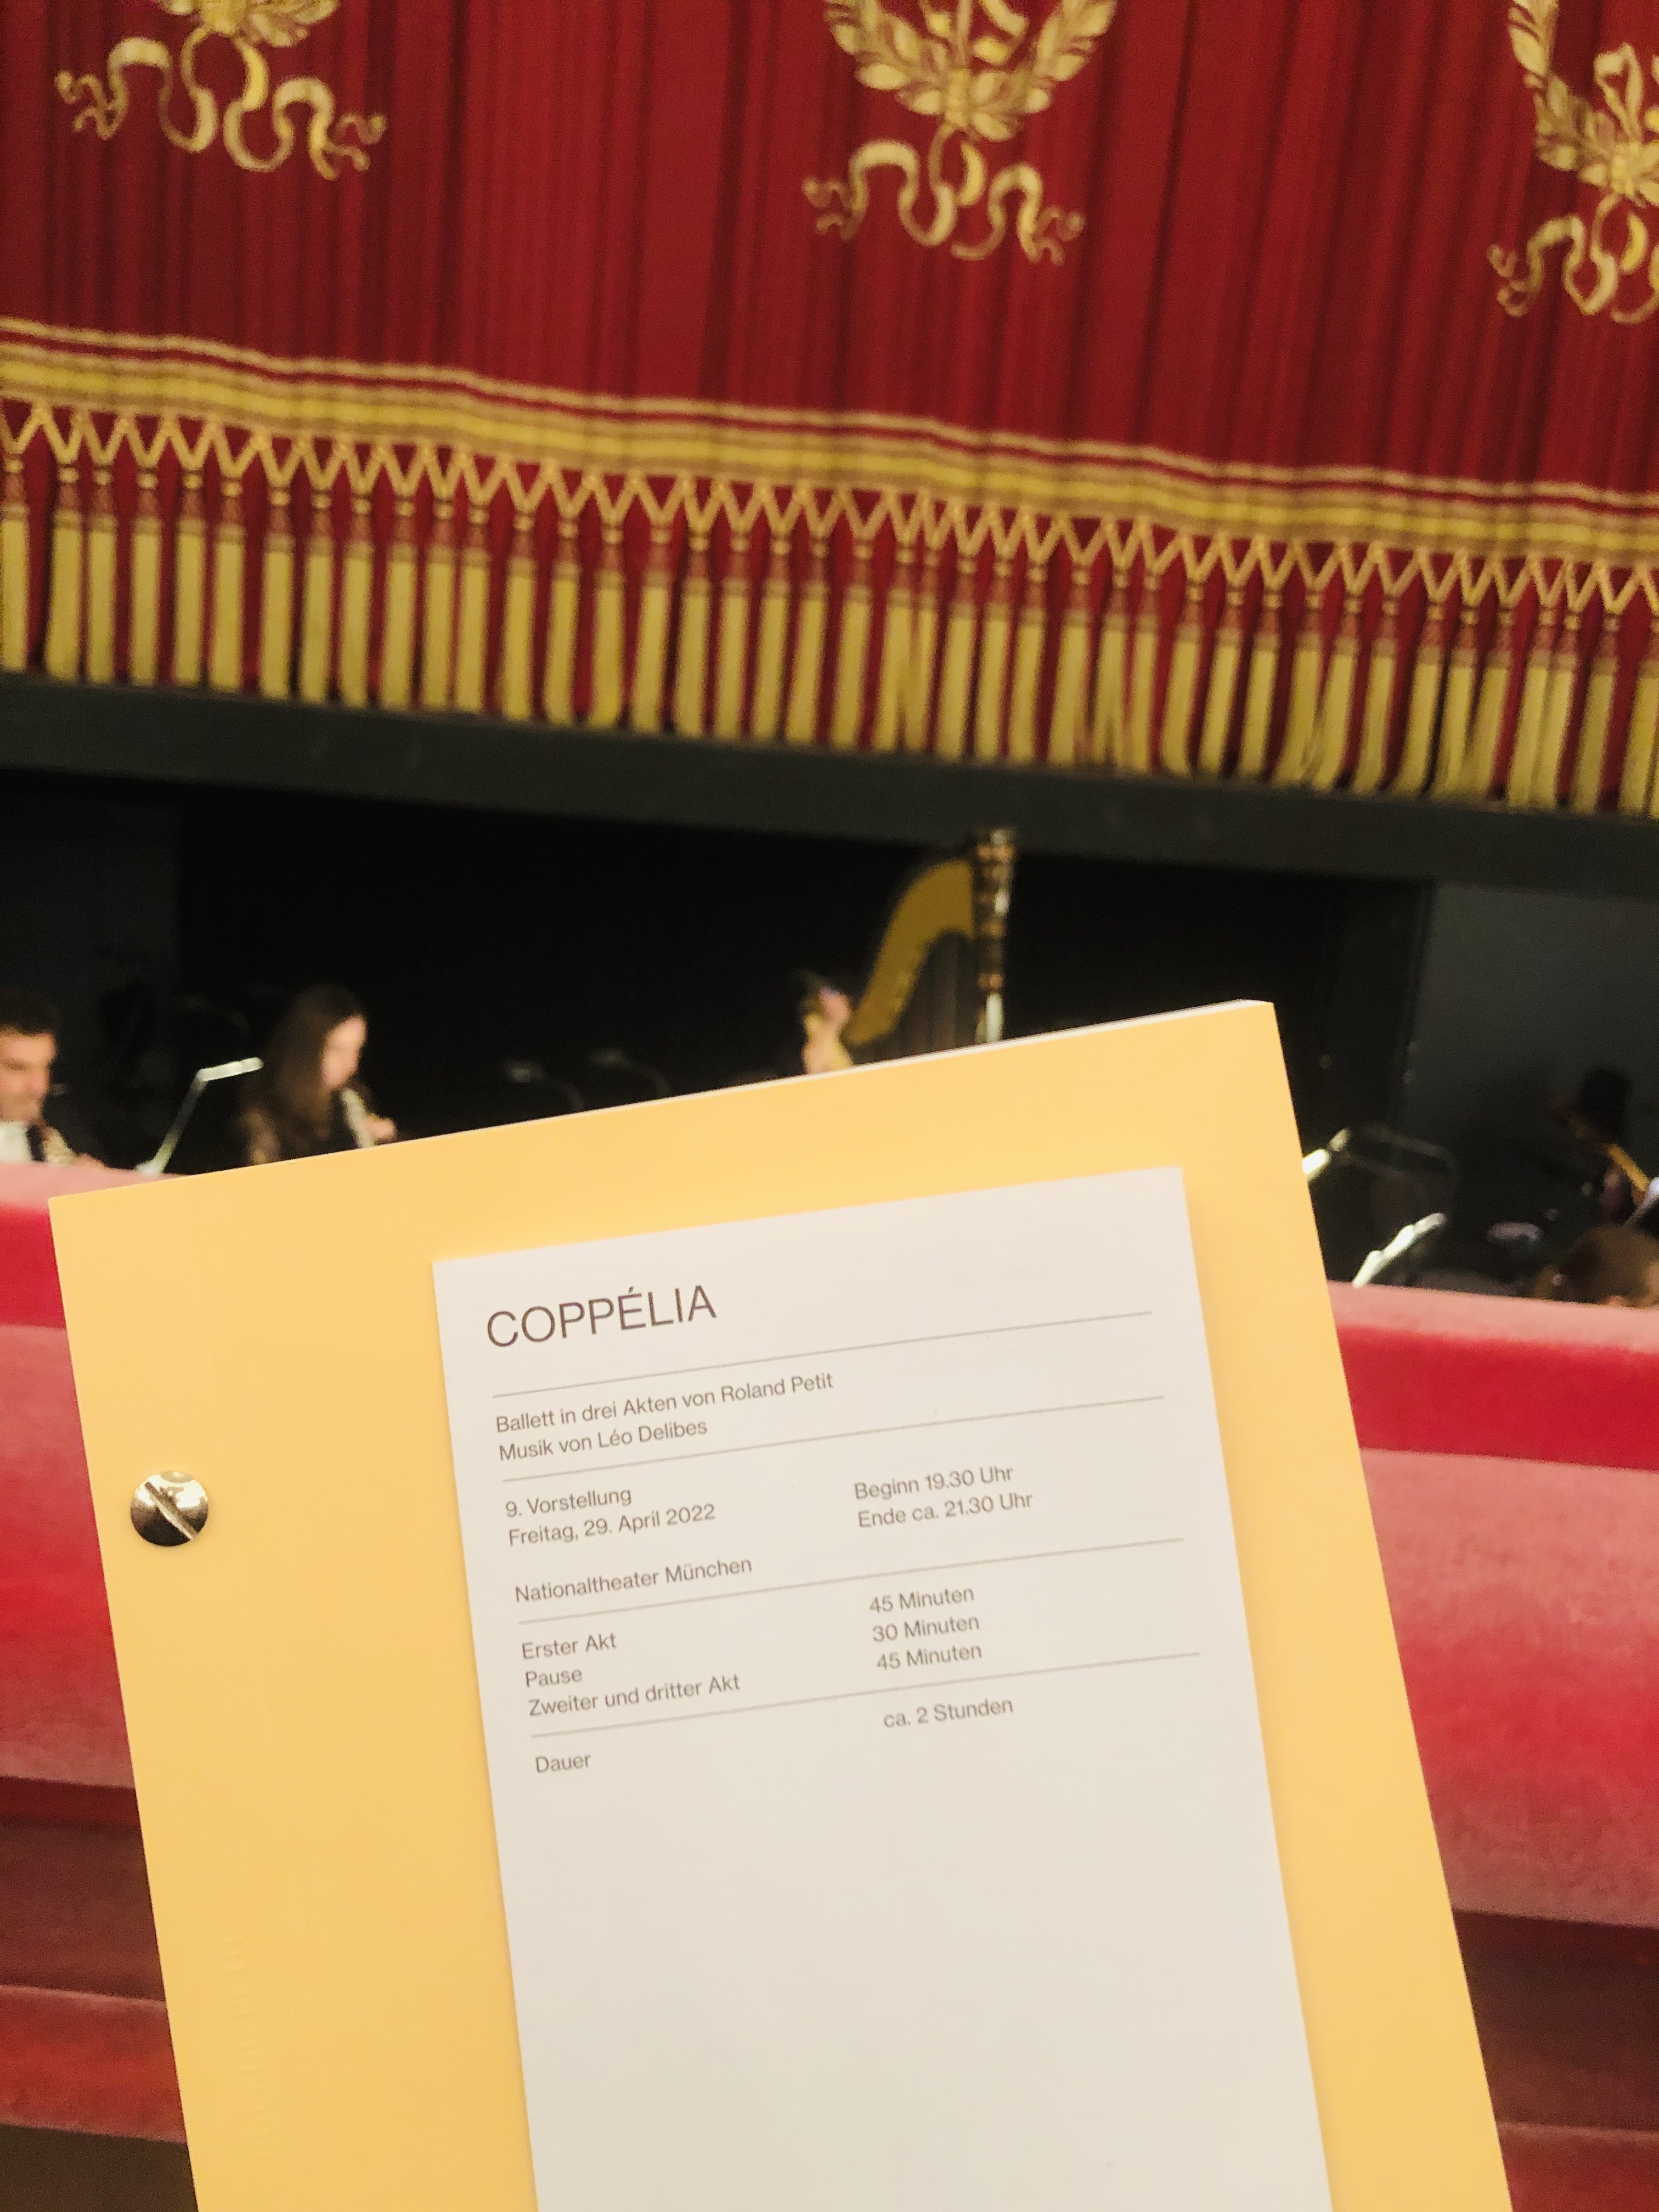 COPPÉLIA
Ballett in drei Akten von Roland Petit
Musik von Léo Delibes
9. Vorstellung
Freitag, 29. April 2022
Beginn 19.30 Uhr
Ende ca. 21.30 Uhr
Nationaltheater München
Erster Akt 45 Minuten
Pause 30 Minuten
Zweiter und dritter Akt 45 Minuten
Dauer ca. 2 Stunden